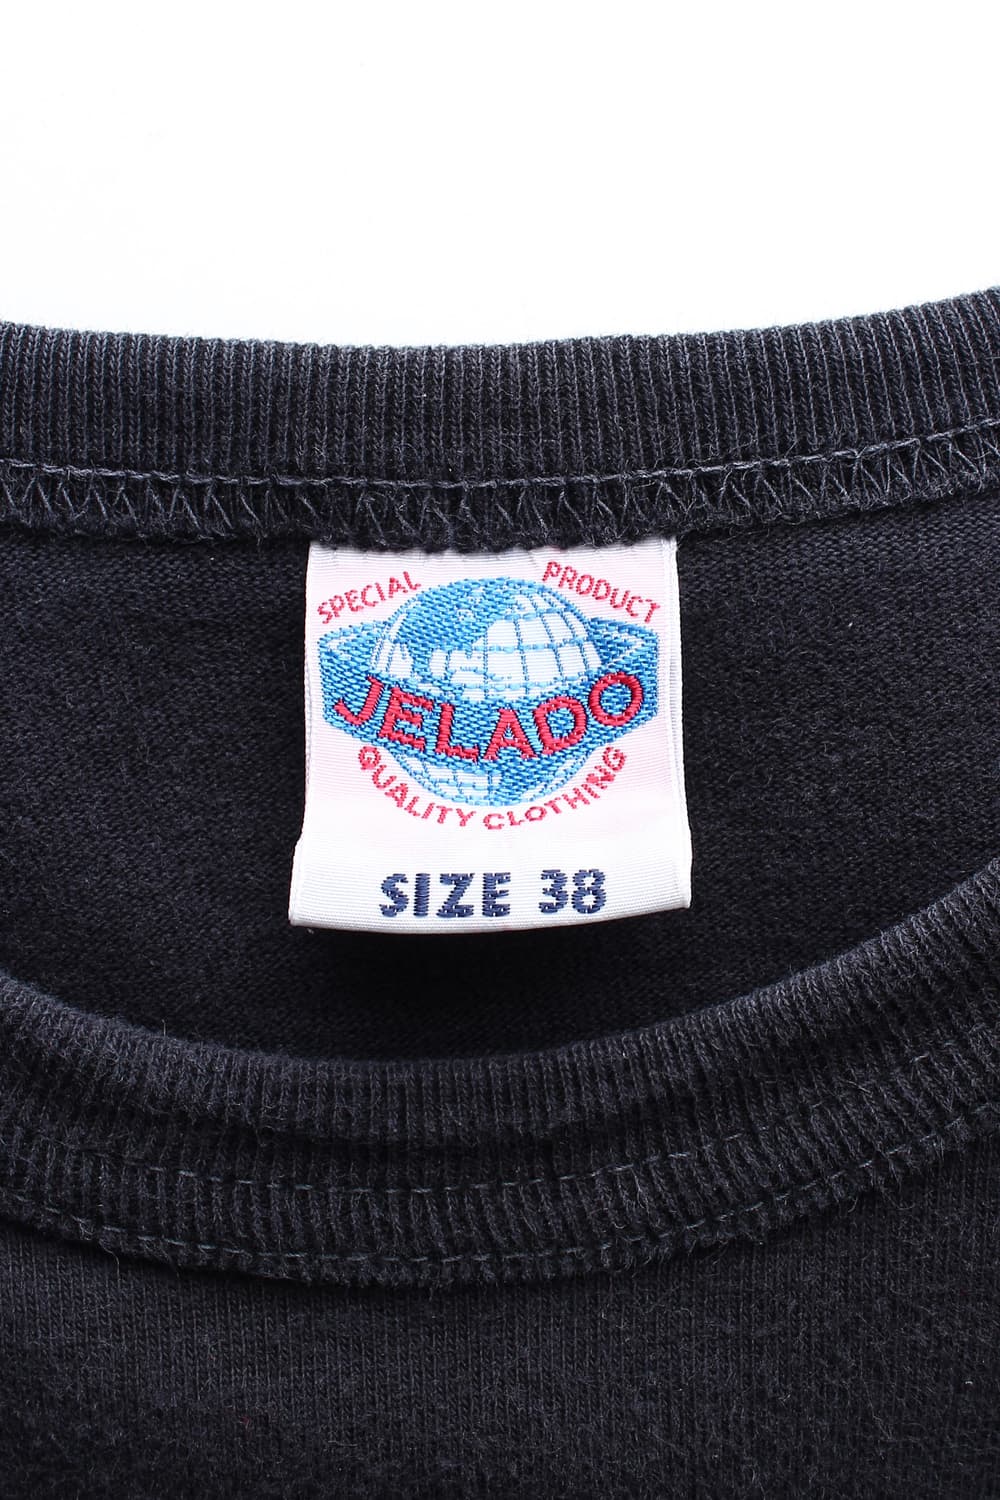 SPECIAL PRODUCT
JELADO
QUALITY CLOTHING
SIZE 38